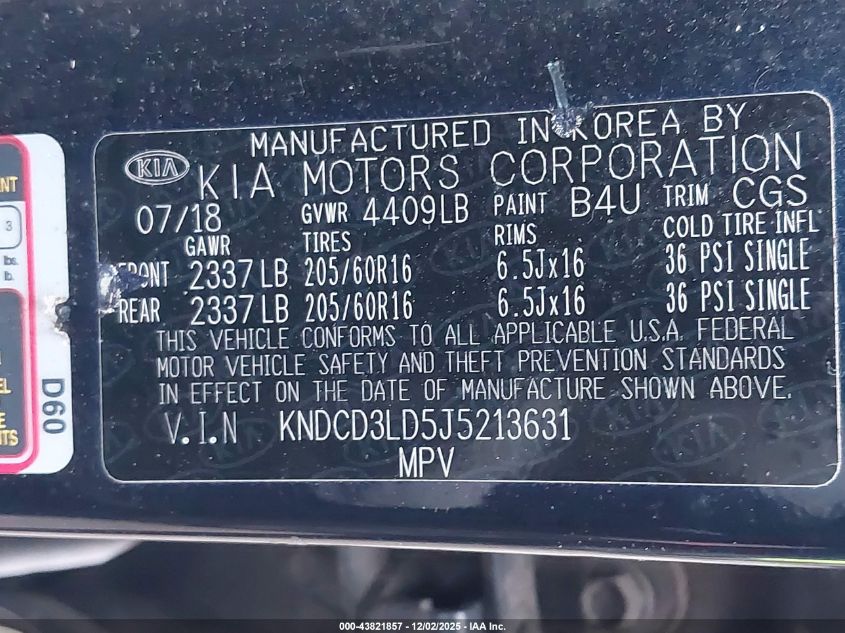 MANUFACTURED IN KOREA BY
KIA KIA MOTORS CORPORATION
07/18 GVWR 4409LB PAINT B4U TRIM CGS
GAWR TIRES RIMS COLD TIRE INFL
FRONT 2337LB 205/60R16 6.5Jx16 36 PSI SINGLE
REAR 2337LB 205/60R16 6.5Jx16 36 PSI SINGLE
THIS VEHICLE CONFORMS TO ALL APPLICABLE U.S.A. FEDERAL
MOTOR VEHICLE SAFETY AND THEFT PREVENTION STANDARDS
IN EFFECT ON THE DATE OF MANUFACTURE SHOWN ABOVE.
V.I.N KNDCD3LD5J5213631
MPV
3
lbs.
D60
000-43821857 - 12/02/2025 - IAA, Inc.